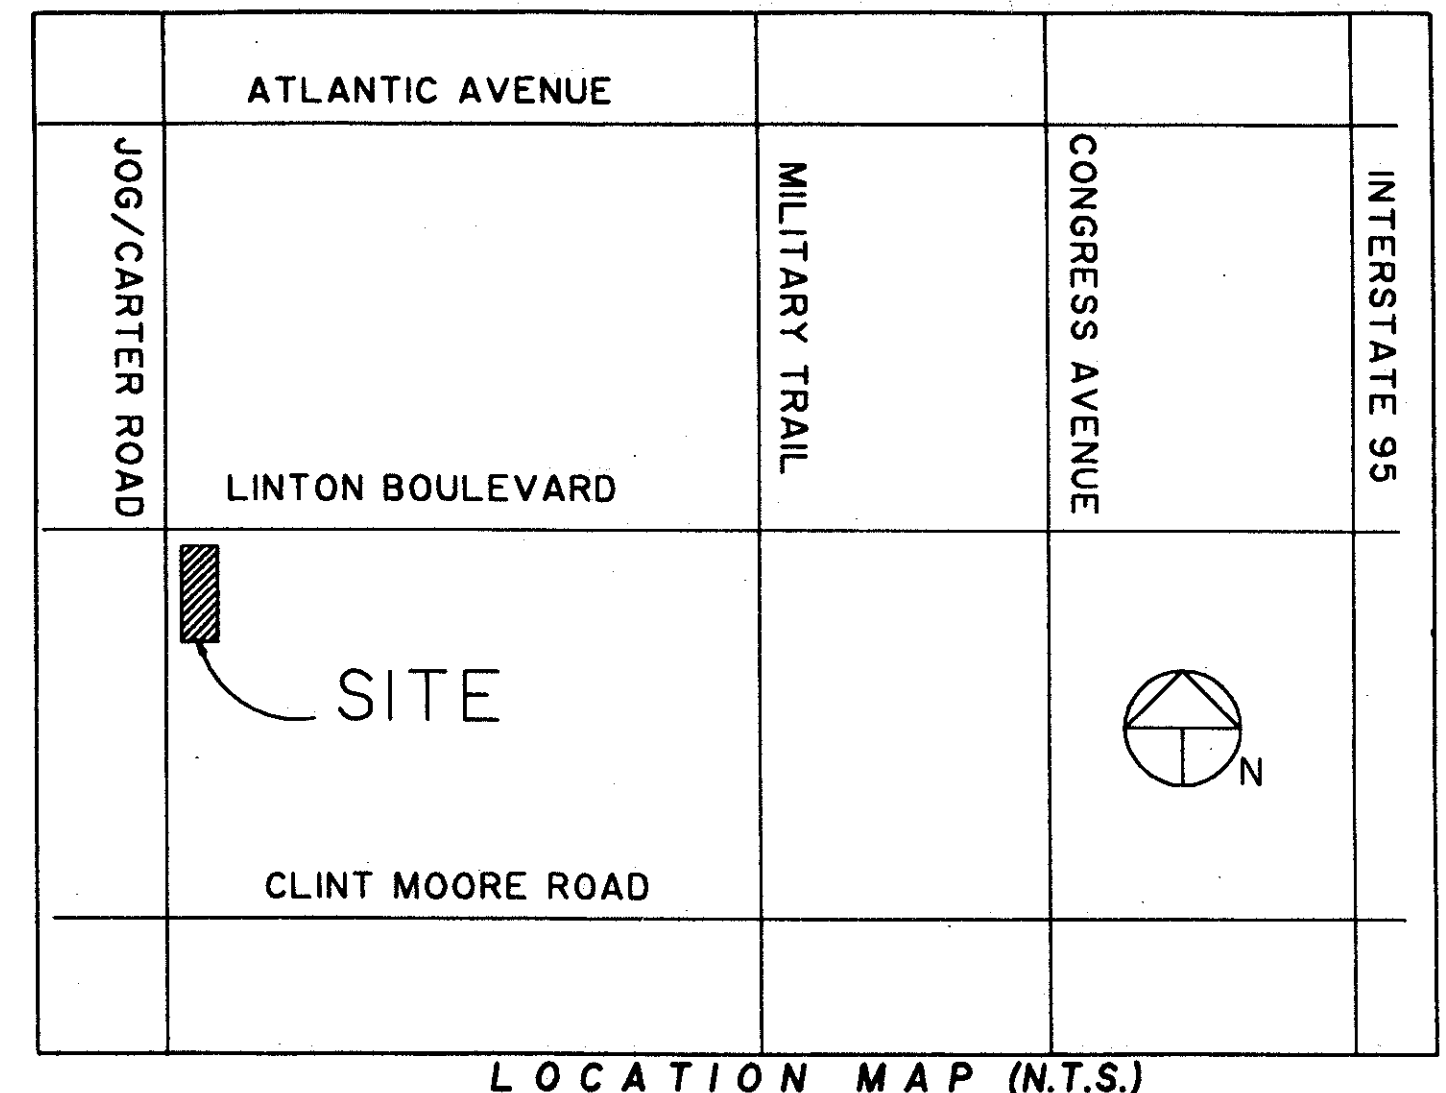 ATLANTIC AVENUE
JOG/CARTER ROAD
MILITARY TRAIL
CONGRESS AVENUE
INTERSTATE 95
LINTON BOULEVARD
SITE
N
CLINT MOORE ROAD
LOCATION MAP (N.T.S.)